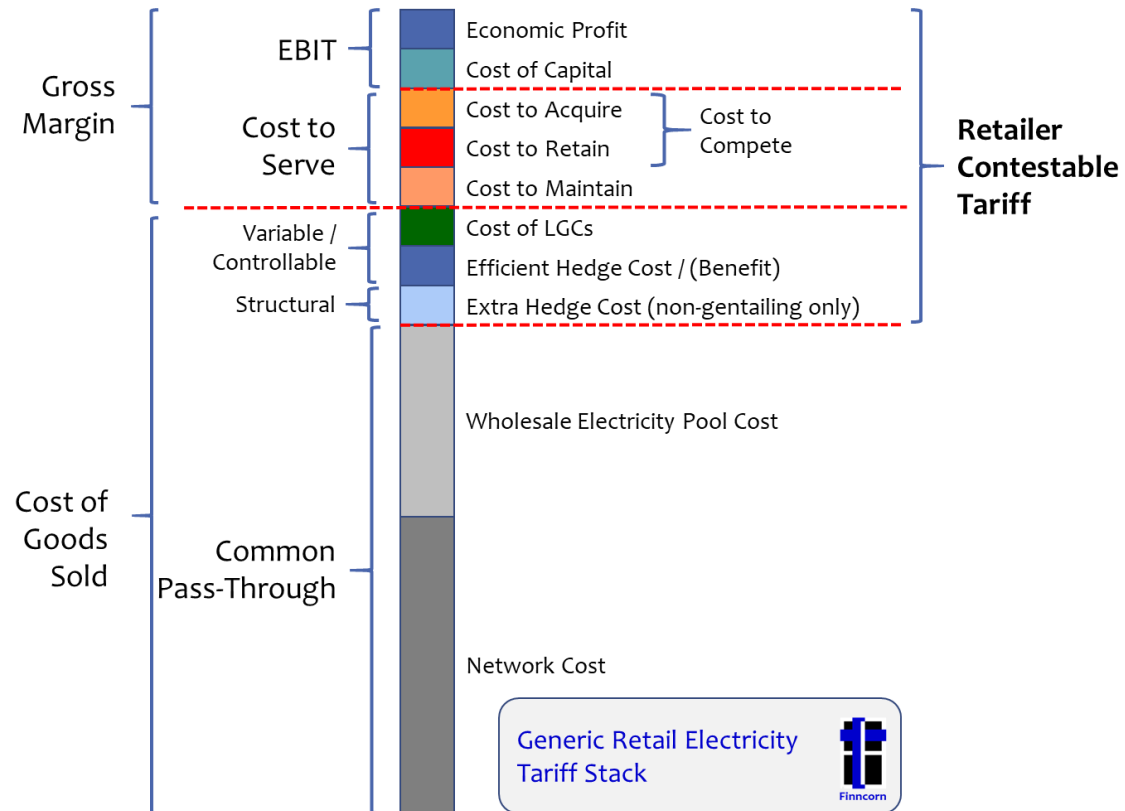 Economic Profit
EBIT
Cost of Capital
Gross
Margin
Cost to Acquire
Cost to
Serve
Cost to Retain
Cost to
Compete
Cost to Maintain
Retailer
Contestable
Tariff
Variable /
Controllable
Cost of LGCs
Efficient Hedge Cost / (Benefit)
Structural
Extra Hedge Cost (non-gentailing only)
Wholesale Electricity Pool Cost
Cost of
Goods
Sold
Common
Pass-Through
Network Cost
Generic Retail Electricity
Tariff Stack
Finncorn